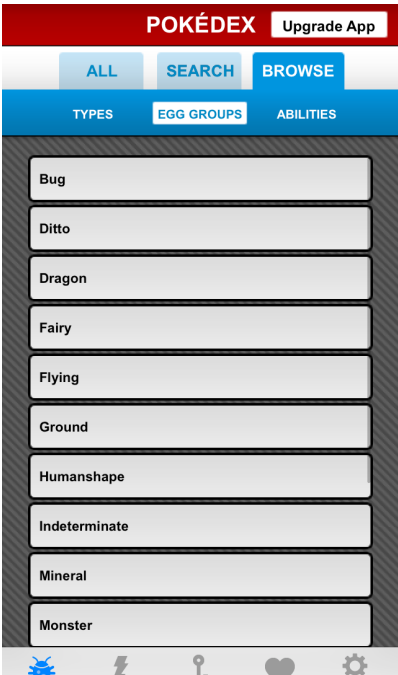 POKÉDEX Upgrade App
ALL SEARCH BROWSE
TYPES EGG GROUPS ABILITIES
Bug
Ditto
Dragon
Fairy
Flying
Ground
Humanshape
Indeterminate
Mineral
Monster